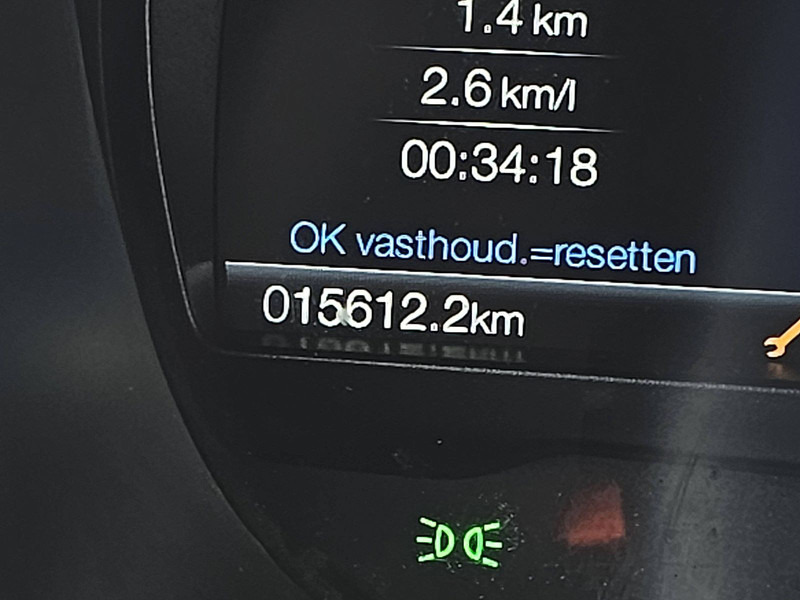 1.4 km
2.6 km/l
00:34:18
OK vasthoud.=resetten
015612.2km